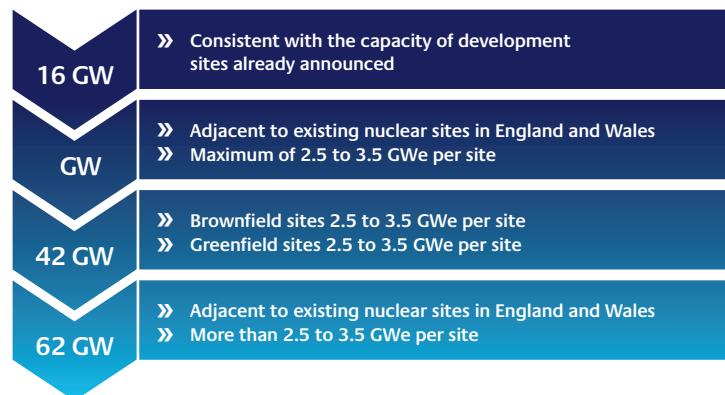 16 GW
» Consistent with the capacity of development
sites already announced
GW
» Adjacent to existing nuclear sites in England and Wales
» Maximum of 2.5 to 3.5 GWe per site
42 GW
» Brownfield sites 2.5 to 3.5 GWe per site
» Greenfield sites 2.5 to 3.5 GWe per site
62 GW
» Adjacent to existing nuclear sites in England and Wales
» More than 2.5 to 3.5 GWe per site